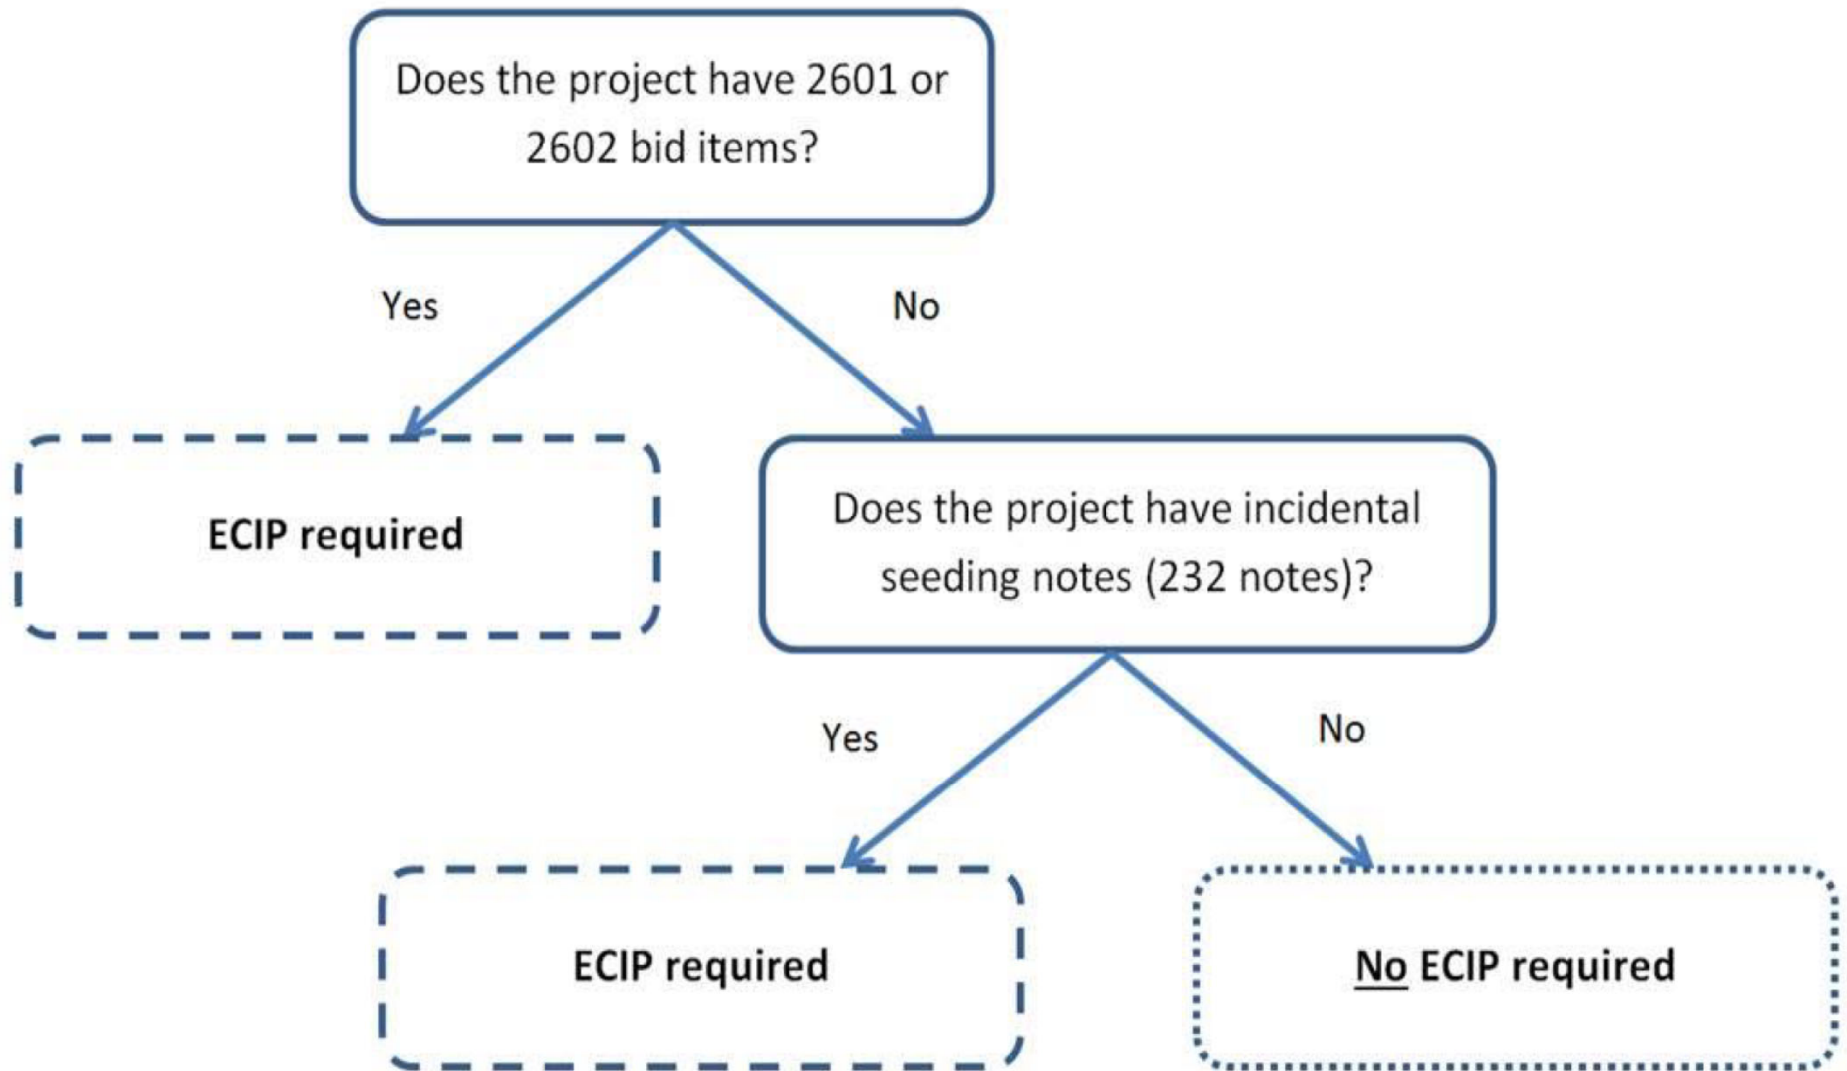 Does the project have 2601 or
2602 bid items?
Yes
No
ECIP required
Does the project have incidental
seeding notes (232 notes)?
Yes
No
ECIP required
No ECIP required